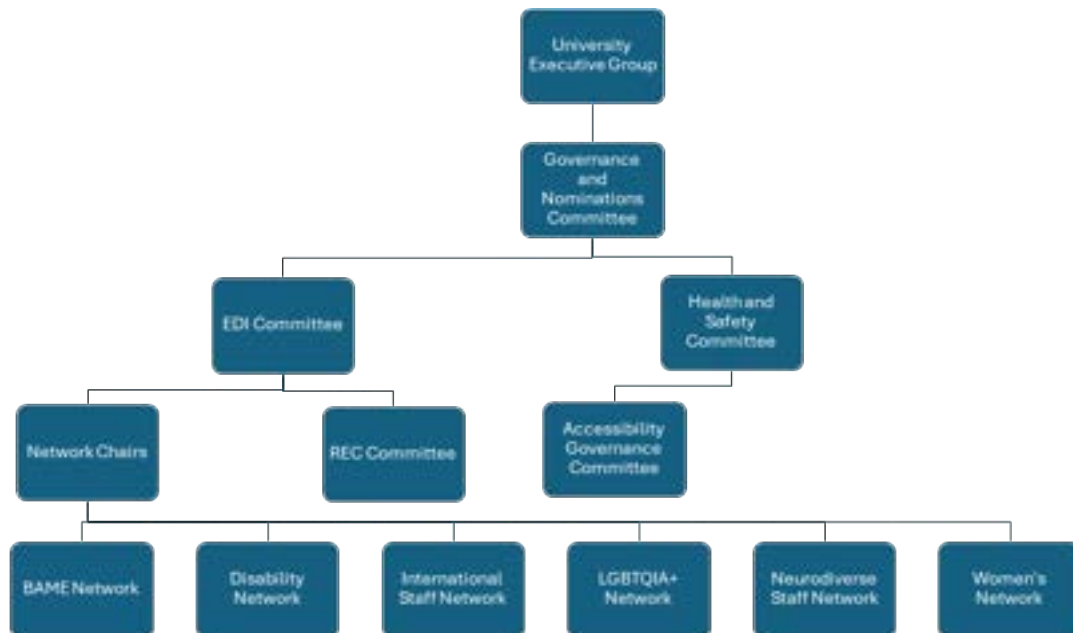 University
Executive Group
Governance
and
Nominations
Committee
EDI Committee
Health and
Safety
Committee
Network Chairs
REC Committee
Accessibility
Governance
Committee
BAME Network
Disability
Network
International
Staff Network
LGBTQIA+
Network
Neurodiverse
Staff Network
Women's
Network